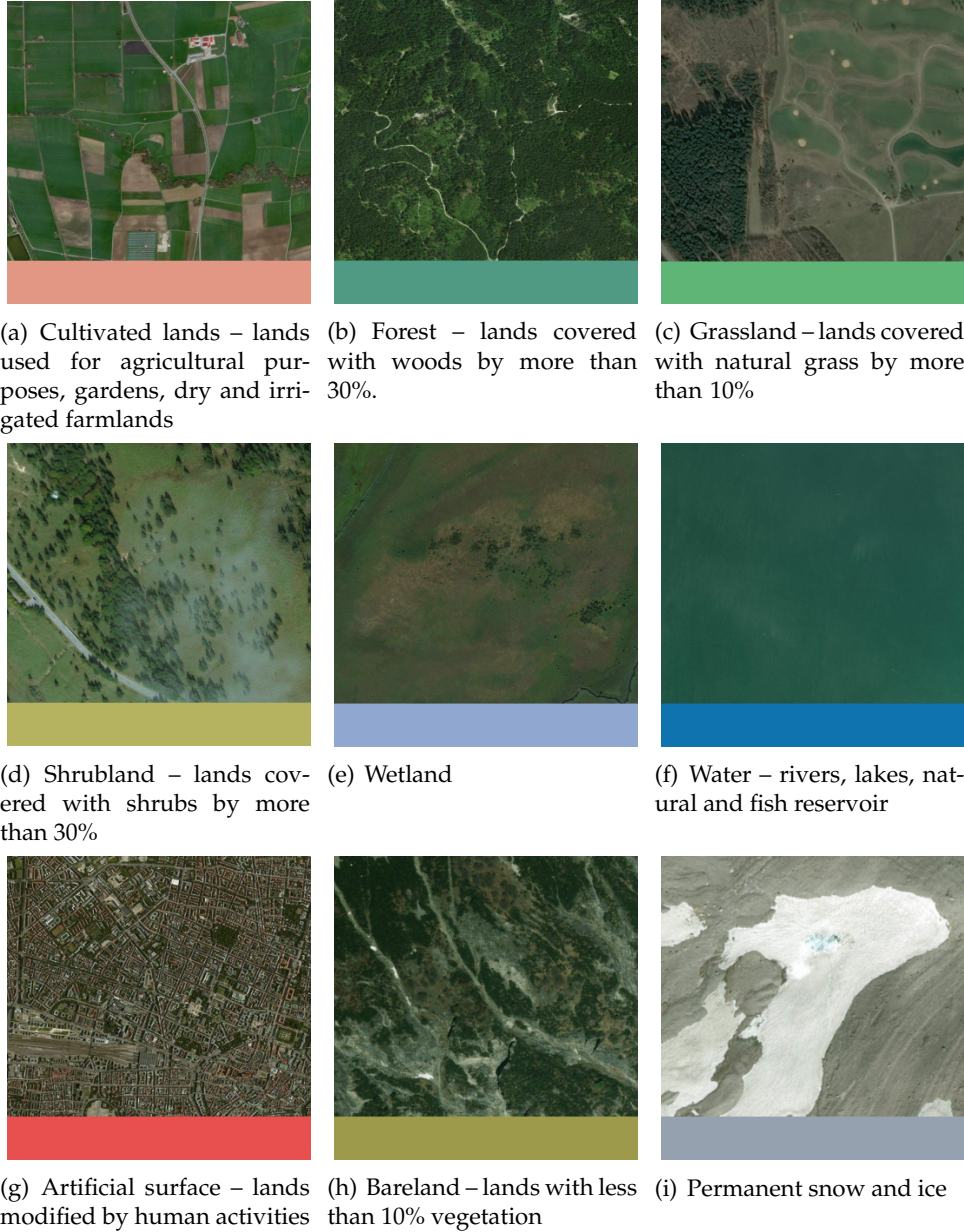 (a) Cultivated lands – lands
used for agricultural pur-
poses, gardens, dry and irri-
gated farmlands
(b) Forest – lands covered
with woods by more than
30%.
(c) Grassland – lands covered
with natural grass by more
than 10%
(d) Shrubland – lands cov-
ered with shrubs by more
than 30%
(e) Wetland
(f) Water – rivers, lakes, nat-
ural and fish reservoir
(g) Artificial surface – lands
modified by human activities
(h) Bareland – lands with less
than 10% vegetation
(i) Permanent snow and ice